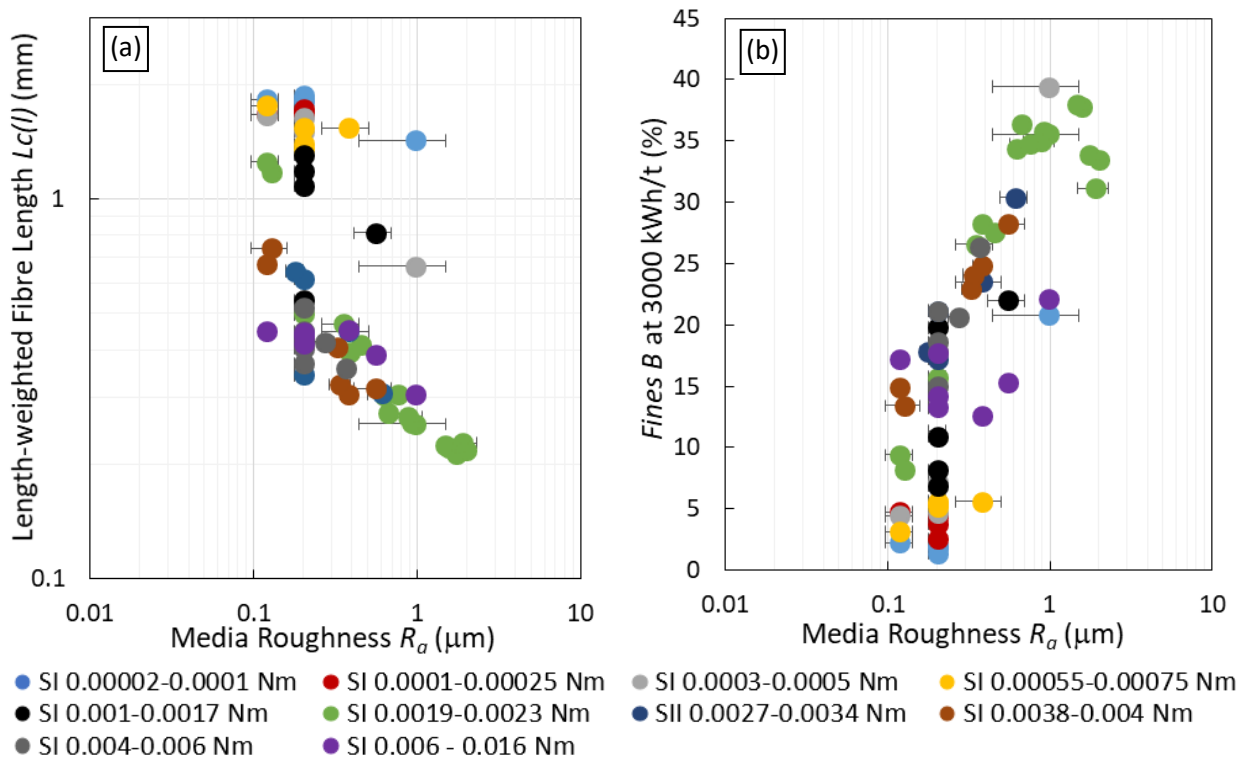 (a)
Length-weighted Fibre Length Lc(l) (mm)
1
0.1
0.01 0.1 1 10
Media Roughness Ra (μm)
(b)
Fines B at 3000 kWh/t (%)
45
40
35
30
25
20
15
10
5
0
0.01 0.1 1 10
Media Roughness Ra (μm)
SI 0.00002-0.0001 Nm SI 0.0001-0.00025 Nm SI 0.0003-0.0005 Nm SI 0.00055-0.00075 Nm
SI 0.001-0.0017 Nm SI 0.0019-0.0023 Nm SII 0.0027-0.0034 Nm SI 0.0038-0.004 Nm
SI 0.004-0.006 Nm SI 0.006 - 0.016 Nm